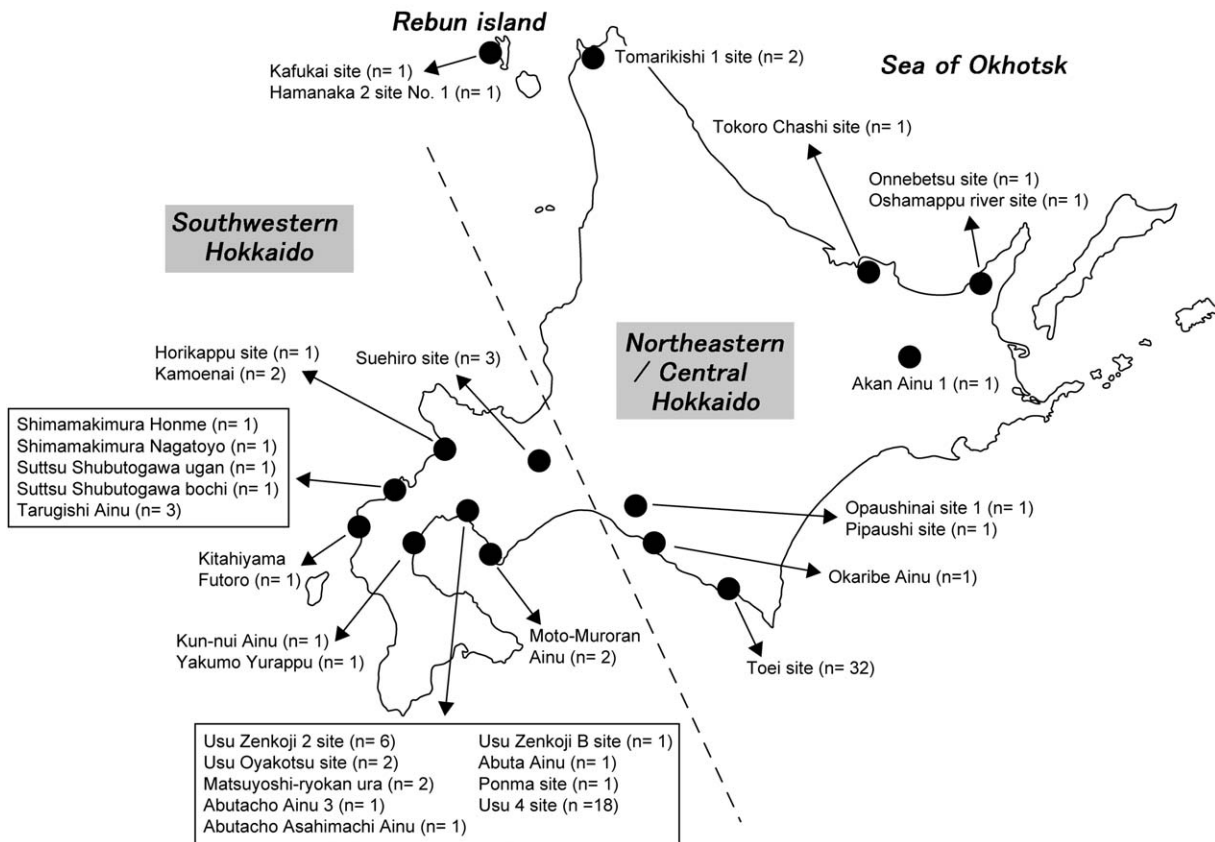 Rebun island
Kafukai site (n= 1)
Hamanaka 2 site No. 1 (n= 1)
Tomarikishi 1 site (n= 2)
Sea of Okhotsk
Tokoro Chashi site (n= 1)
Onnebetsu site (n= 1)
Oshamappu river site (n= 1)
Southwestern
Hokkaido
Northeastern
/ Central
Hokkaido
Akan Ainu 1 (n= 1)
Horikappu site (n= 1)
Kamoenai (n= 2)
Suehiro site (n= 3)
Shimamakimura Honme (n= 1)
Shimamakimura Nagatoyo (n= 1)
Suttsu Shubutogawa ugan (n= 1)
Suttsu Shubutogawa bochi (n= 1)
Tarugishi Ainu (n= 3)
Opaushinai site 1 (n= 1)
Pipaushi site (n= 1)
Okaribe Ainu (n=1)
Kitahiyama
Futoro (n= 1)
Kun-nui Ainu (n= 1)
Yakumo Yurappu (n= 1)
Moto-Muroran
Ainu (n= 2)
Toei site (n= 32)
Usu Zenkoji 2 site (n= 6)
Usu Oyakotsu site (n= 2)
Matsuyoshi-ryokan ura (n= 2)
Abutacho Ainu 3 (n= 1)
Abutacho Asahimachi Ainu (n= 1)
Usu Zenkoji B site (n= 1)
Abuta Ainu (n= 1)
Ponma site (n= 1)
Usu 4 site (n =18)